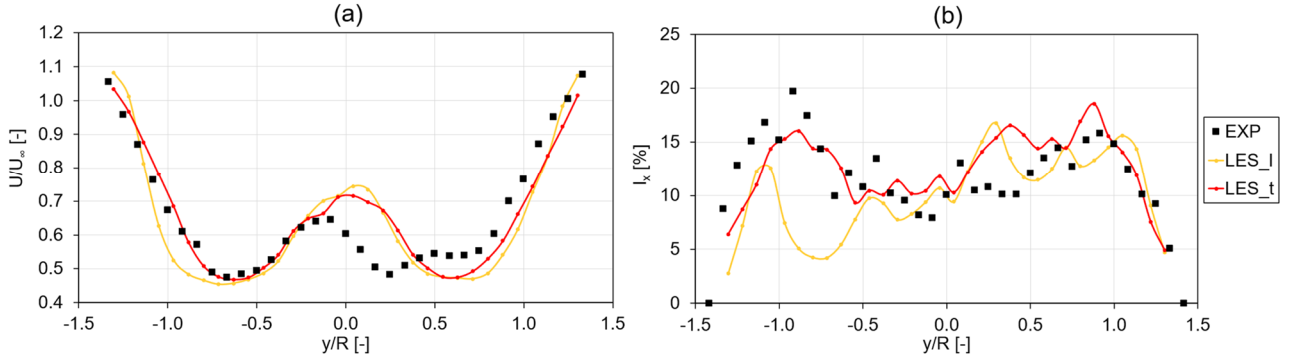 (a)
1.2
1.1
1.0
0.9
0.8
0.7
0.6
0.5
0.4
U/U∞ [-]
-1.5 -1.0 -0.5 0.0 0.5 1.0 1.5
y/R [-]
(b)
25
20
15
10
5
0
Ix [%]
-1.5 -1.0 -0.5 0.0 0.5 1.0 1.5
y/R [-]
EXP
LES_l
LES_t